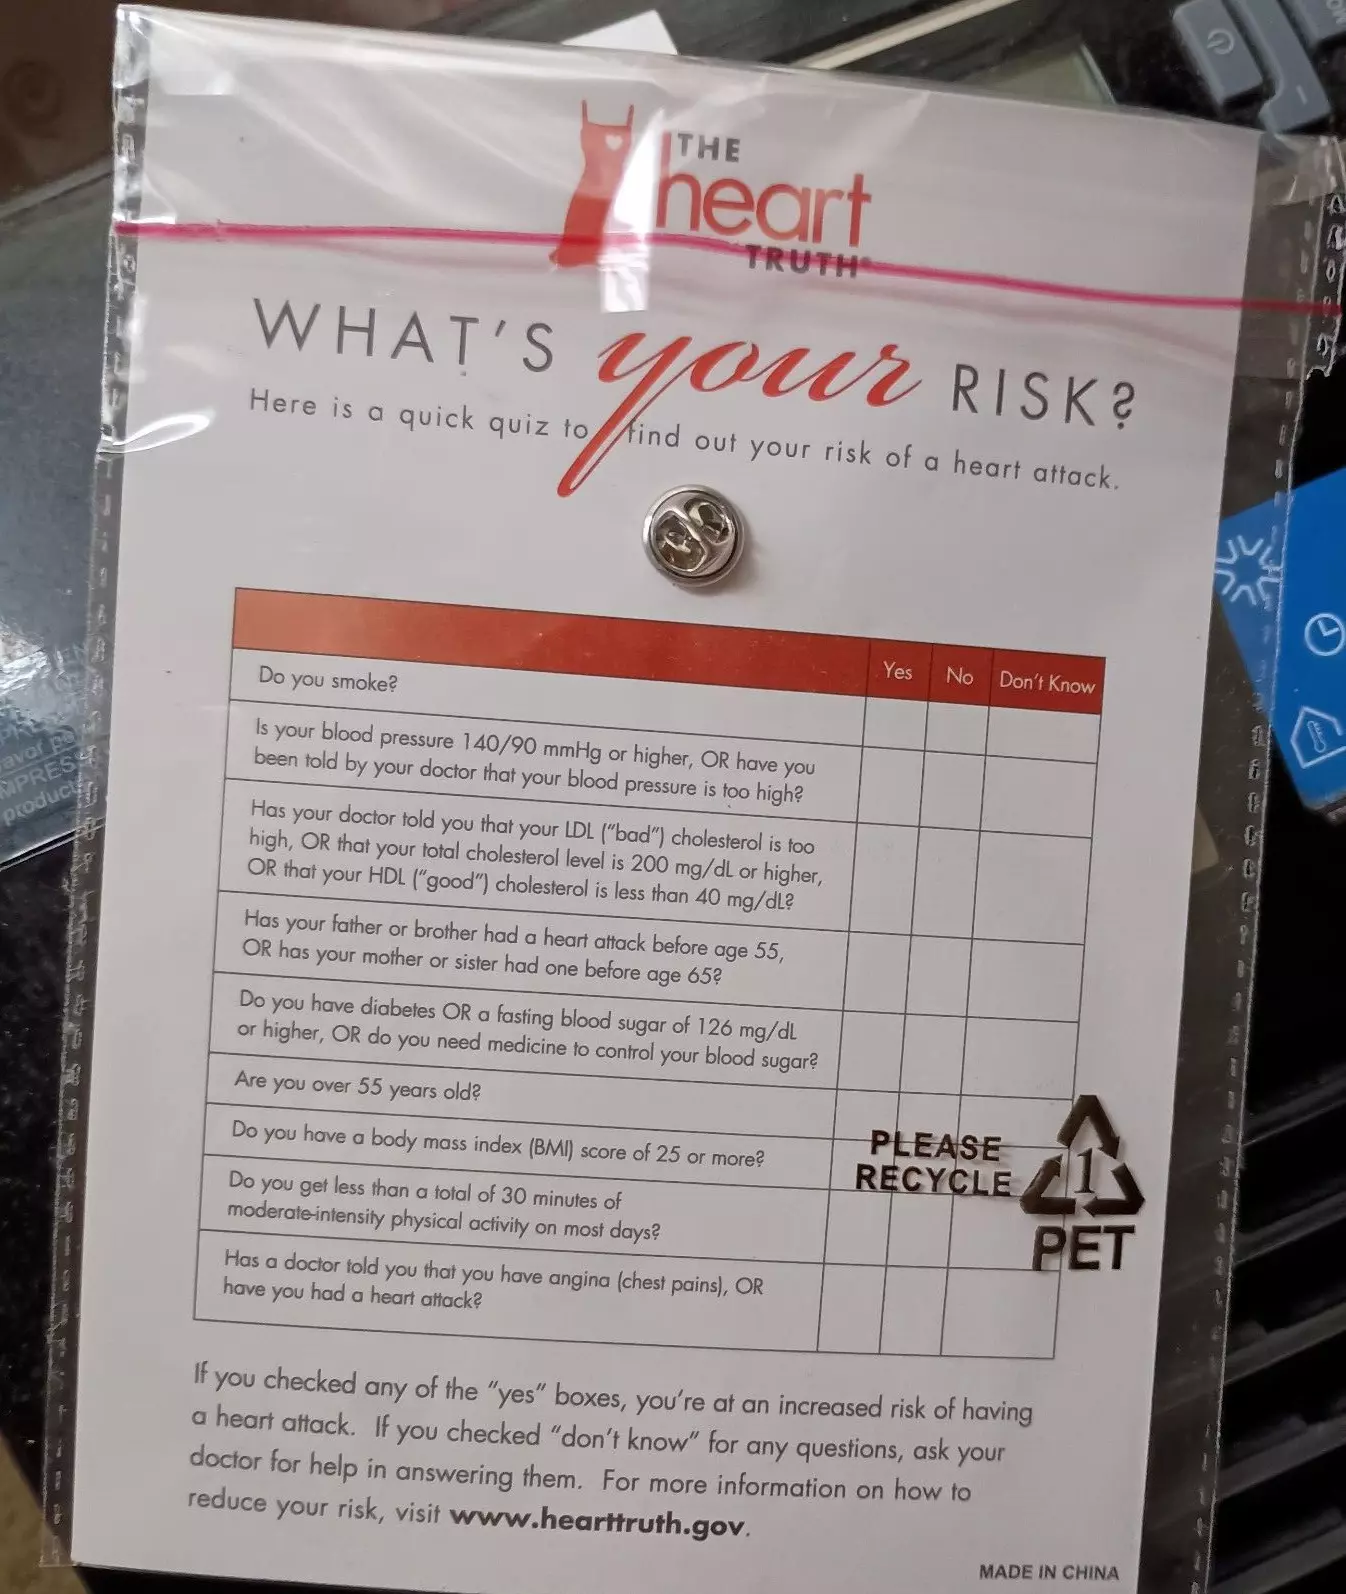 THE
heart
TRUTH®
WHAT'S your RISK?
Here is a quick quiz to find out your risk of a heart attack.
Yes No Don't Know
Do you smoke?
Is your blood pressure 140/90 mmHg or higher, OR have you
been told by your doctor that your blood pressure is too high?
Has your doctor told you that your LDL ("bad") cholesterol is too
high, OR that your total cholesterol level is 200 mg/dL or higher,
OR that your HDL ("good") cholesterol is less than 40 mg/dL?
Has your father or brother had a heart attack before age 55,
OR has your mother or sister had one before age 65?
Do you have diabetes OR a fasting blood sugar of 126 mg/dL
or higher, OR do you need medicine to control your blood sugar?
Are you over 55 years old?
Do you have a body mass index (BMI) score of 25 or more?
Do you get less than a total of 30 minutes of
moderate-intensity physical activity on most days?
Has a doctor told you that you have angina (chest pains), OR
have you had a heart attack?
PLEASE
RECYCLE
1
PET
If you checked any of the "yes" boxes, you're at an increased risk of having
a heart attack. If you checked "don't know" for any questions, ask your
doctor for help in answering them. For more information on how to
reduce your risk, visit www.hearttruth.gov.
MADE IN CHINA